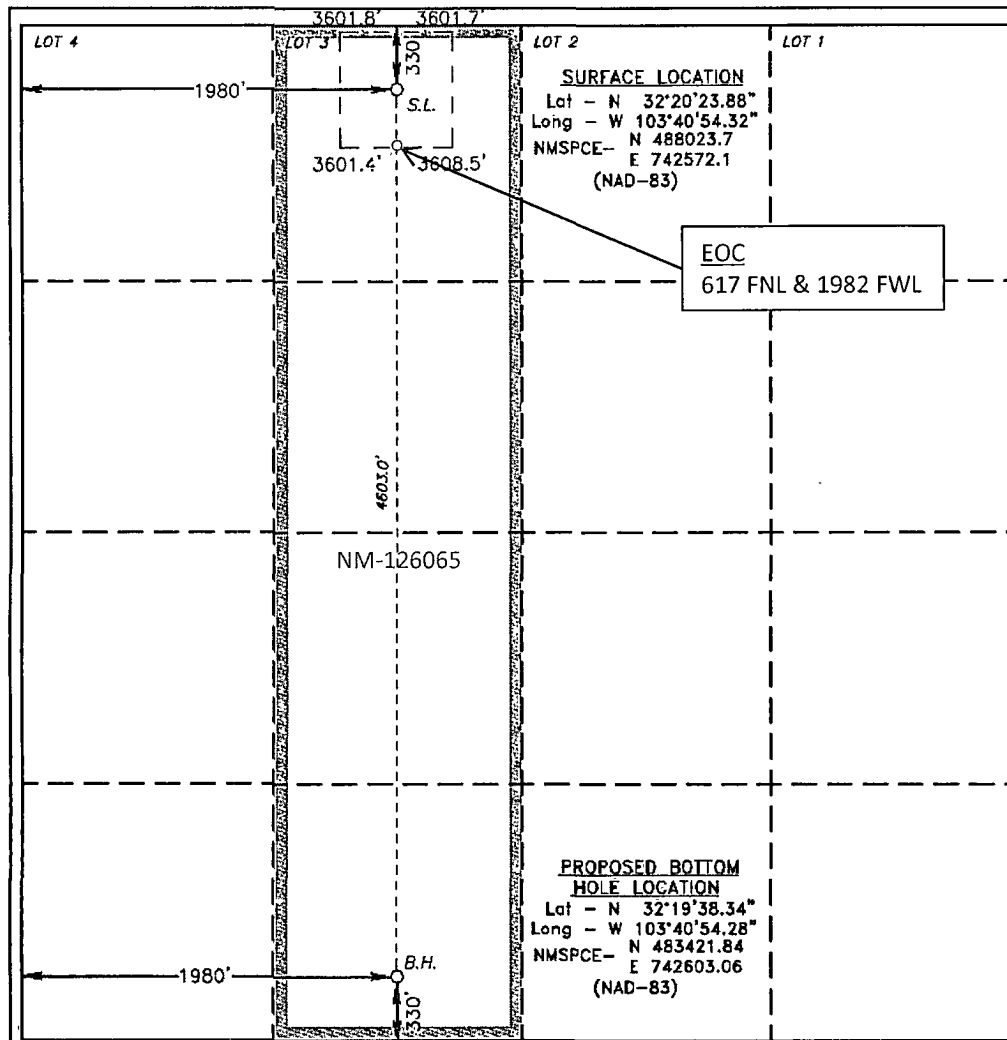 3601.8' 3601.7'
LOT 4
LOT 3
LOT 2
LOT 1
330'
1980'
S.L.
SURFACE LOCATION
Lat - N 32°20'23.88"
Long - W 103°40'54.32"
NMSPCE- N 488023.7
E 742572.1
(NAD-83)
3601.4' 3608.5'
EOC
617 FNL & 1982 FWL
4603.0'
NM-126065
PROPOSED BOTTOM
HOLE LOCATION
Lat - N 32°19'38.34"
Long - W 103°40'54.28"
NMSPCE- N 483421.84
E 742603.06
(NAD-83)
B.H.
1980'
330'